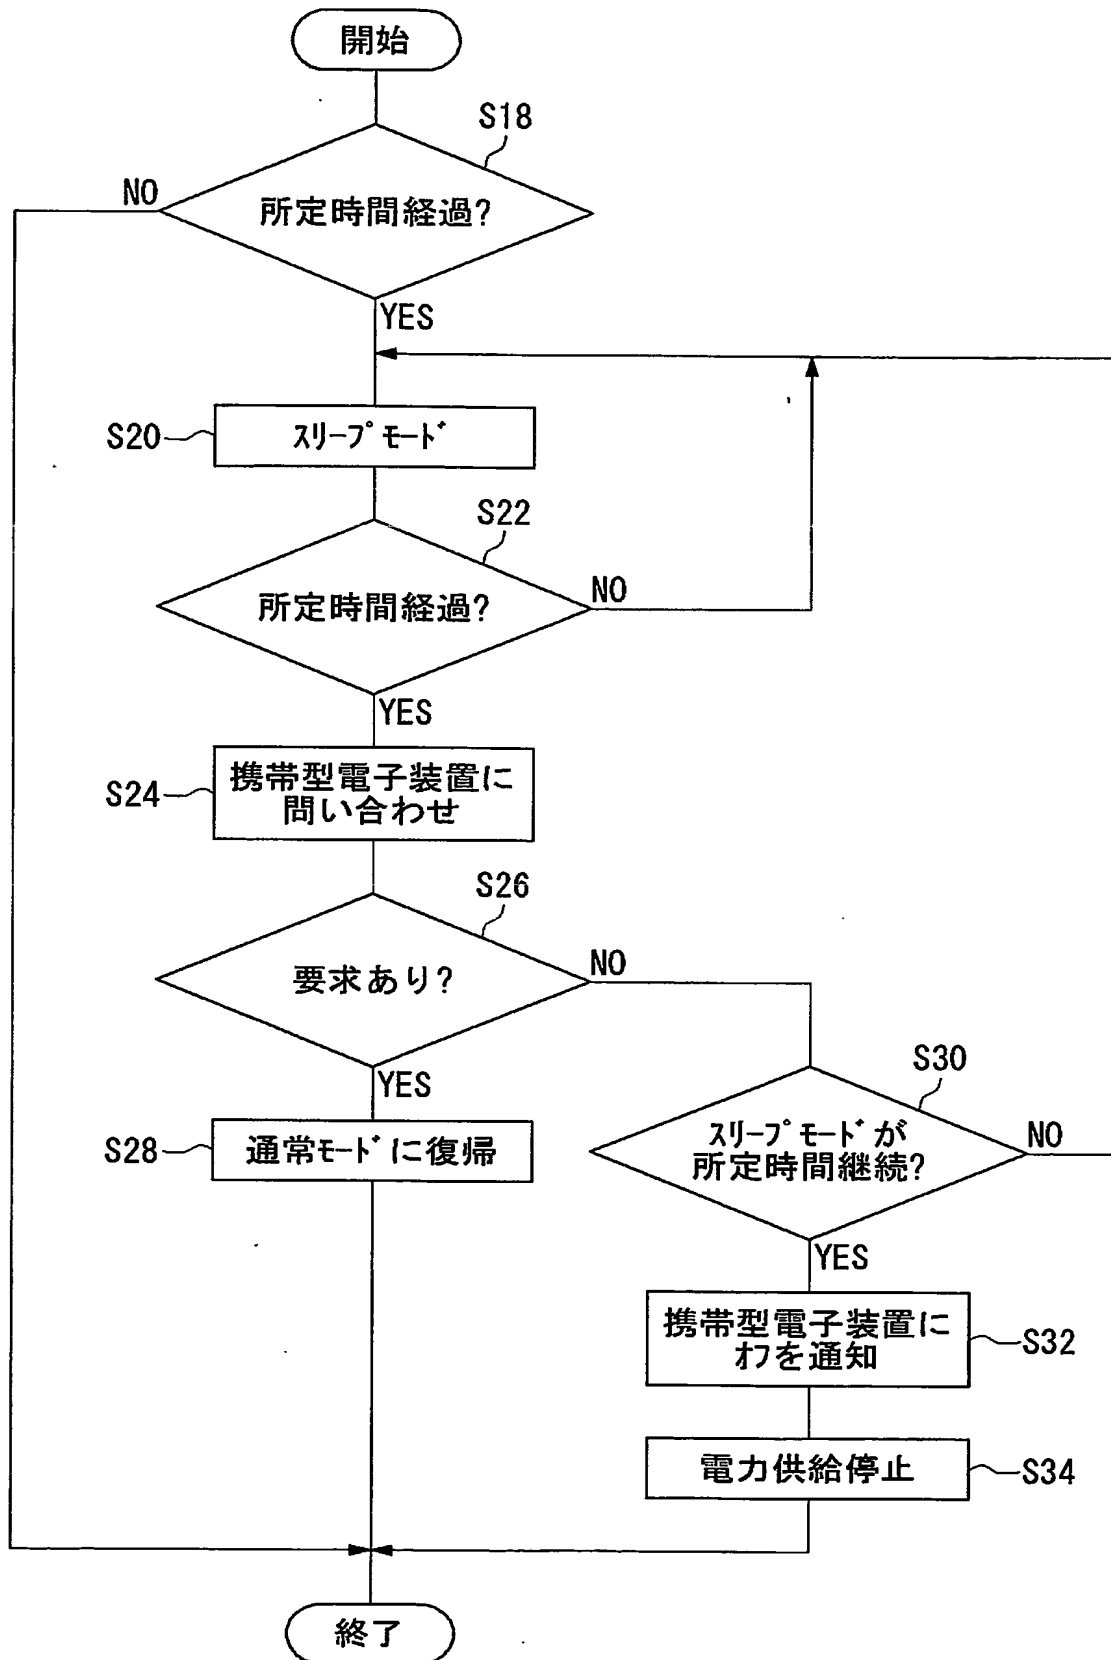 開始
S18
NO
所定時間経過?
YES
S20
ｽﾘｰﾌﾟﾓｰﾄﾞ
S22
所定時間経過?
NO
YES
S24
携帯型電子装置に
問い合わせ
S26
要求あり?
NO
YES
S28
通常ﾓｰﾄﾞに復帰
S30
ｽﾘｰﾌﾟﾓｰﾄﾞが
所定時間継続?
NO
YES
携帯型電子装置に
ｵﾌを通知
S32
電力供給停止
S34
終了